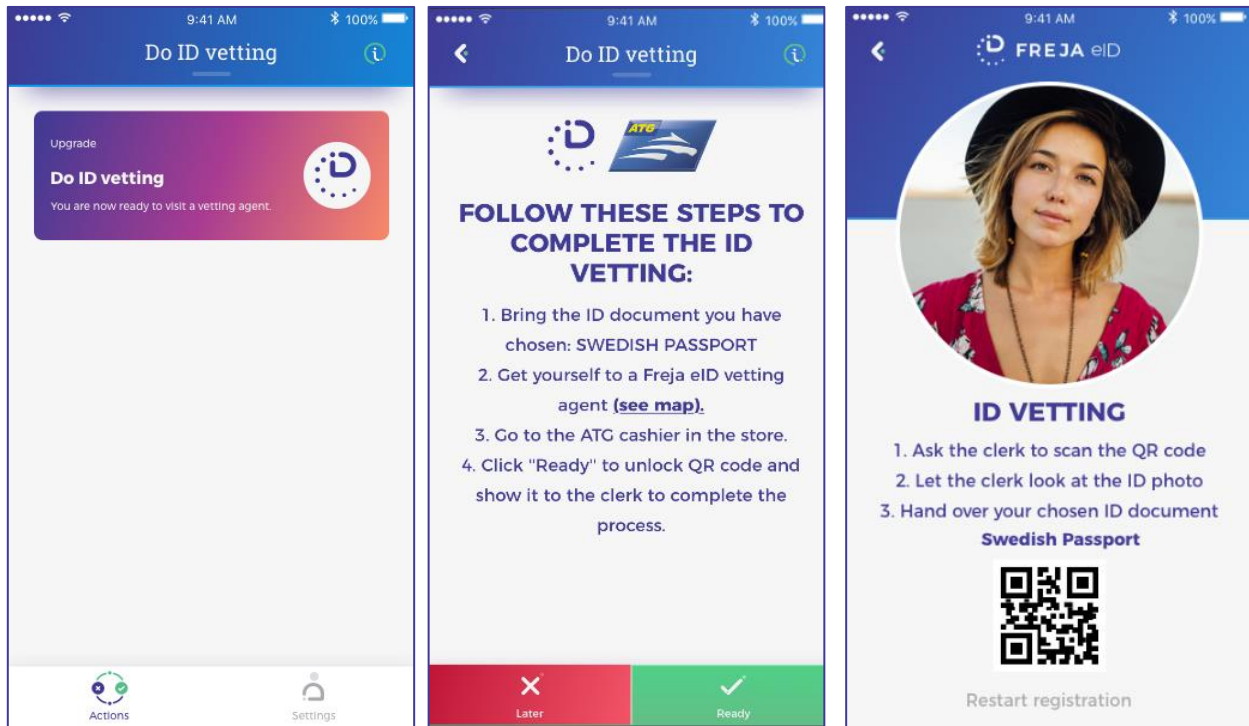 9:41 AM
100%
Do ID vetting
Upgrade
Do ID vetting
You are now ready to visit a vetting agent.
Actions
Settings
9:41 AM
100%
Do ID vetting
iD
ATG
FOLLOW THESE STEPS TO
COMPLETE THE ID
VETTING:
1. Bring the ID document you have
chosen: SWEDISH PASSPORT
2. Get yourself to a Freja eID vetting
agent (see map).
3. Go to the ATG cashier in the store.
4. Click "Ready" to unlock QR code and
show it to the clerk to complete the
process.
Later
Ready
9:41 AM
100%
iD FREJA eID
ID VETTING
1. Ask the clerk to scan the QR code
2. Let the clerk look at the ID photo
3. Hand over your chosen ID document
Swedish Passport
Restart registration